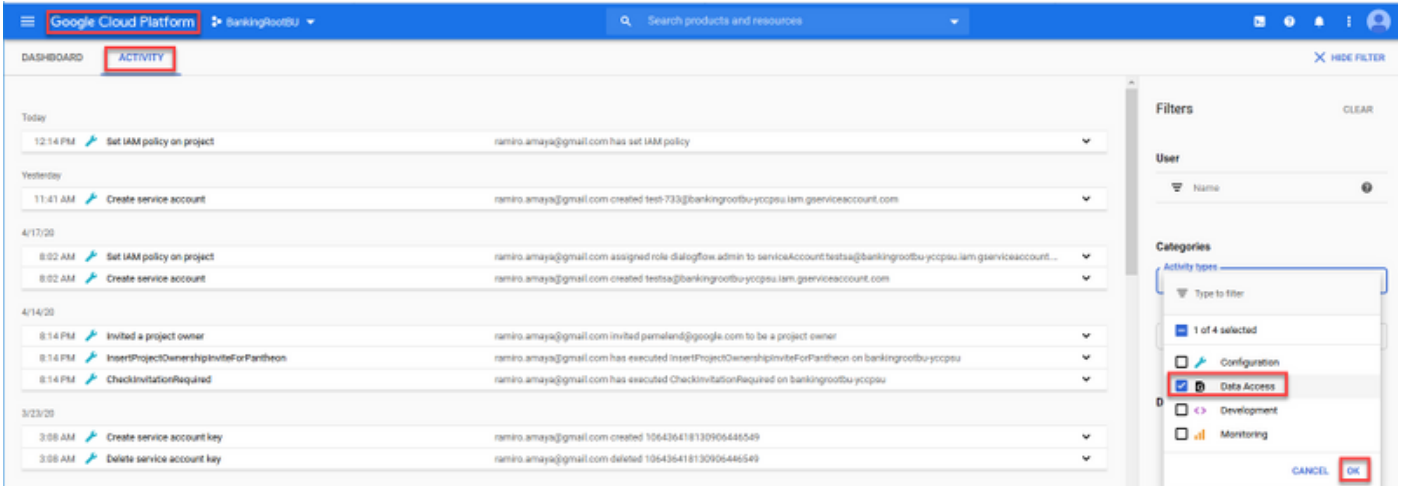 Google Cloud Platform BankingRootBU Search products and resources
DASHBOARD ACTIVITY HIDE FILTER
Filters CLEAR
Today
12:14 PM Set IAM policy on project ramiro.amaya@gmail.com has set IAM policy
User
Yesterday
Name
11:41 AM Create service account ramiro.amaya@gmail.com created test-733@bankingrootbu-yccpsu.iam.gserviceaccount.com
4/17/20
Categories
8:02 AM Set IAM policy on project ramiro.amaya@gmail.com assigned role dialogflow.admin to serviceAccount:testsa@bankingrootbu-yccpsu.iam.gserviceaccount...
Activity types
8:02 AM Create service account ramiro.amaya@gmail.com created testsa@bankingrootbu-yccpsu.iam.gserviceaccount.com
Type to filter
4/14/20
1 of 4 selected
8:14 PM Invited a project owner ramiro.amaya@gmail.com invited pemelend@google.com to be a project owner
8:14 PM InsertProjectOwnershipInviteForPantheon ramiro.amaya@gmail.com has executed InsertProjectOwnershipInviteForPantheon on bankingrootbu-yccpsu
Configuration
8:14 PM CheckInvitationRequired ramiro.amaya@gmail.com has executed CheckInvitationRequired on bankingrootbu-yccpsu
Data Access
D
Development
3/23/20
3:08 AM Create service account key ramiro.amaya@gmail.com created 106436418130906446549
Monitoring
3:08 AM Delete service account key ramiro.amaya@gmail.com deleted 106436418130906446549
CANCEL OK